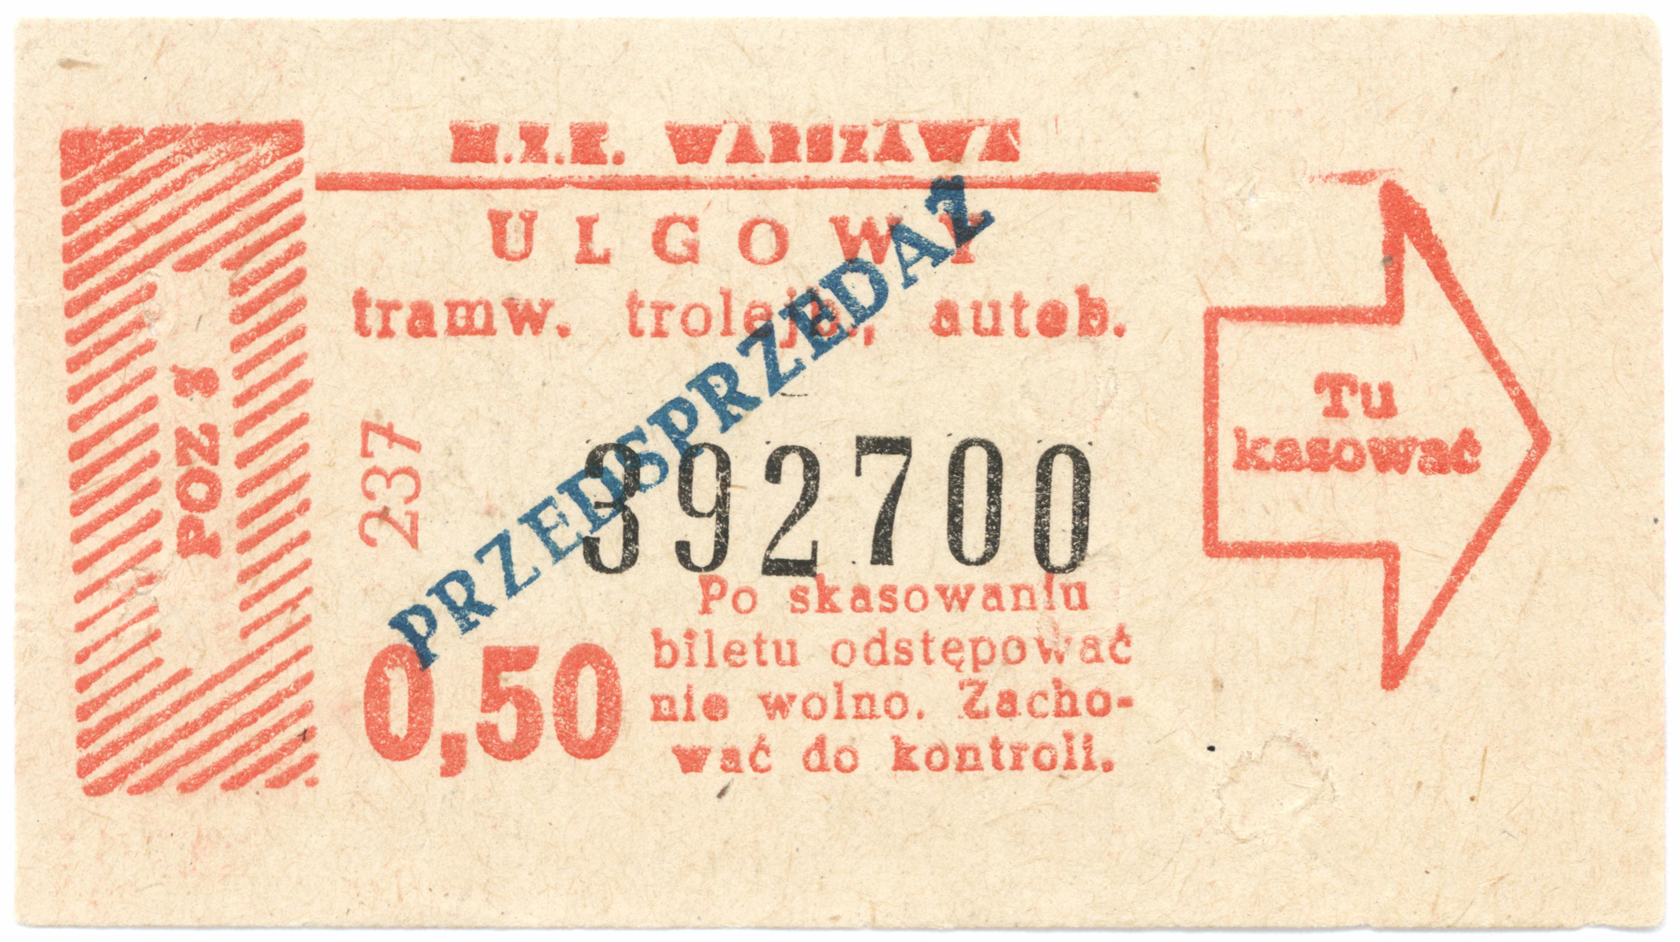 M.Z.K. WARSZAWA
ULGOWY
tramw. trolejb., autob.
PRZEDSPRZEDAŻ
POZ 8
237
392700
0,50
Po skasowaniu
biletu odstępować
nie wolno. Zacho-
wać do kontroli.
Tu
kasować